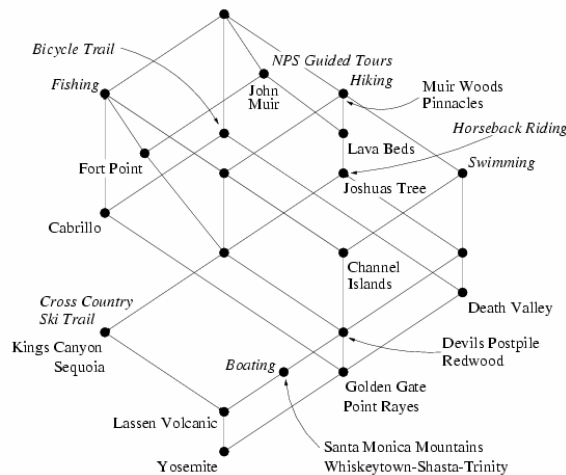 Bicycle Trail
NPS Guided Tours
Fishing
Hiking
John
Muir
Muir Woods
Pinnacles
Horseback Riding
Fort Point
Lava Beds
Swimming
Joshuas Tree
Cabrillo
Channel
Islands
Cross Country
Ski Trail
Death Valley
Kings Canyon
Sequoia
Devils Postpile
Redwood
Boating
Golden Gate
Point Rayes
Lassen Volcanic
Santa Monica Mountains
Whiskeytown-Shasta-Trinity
Yosemite